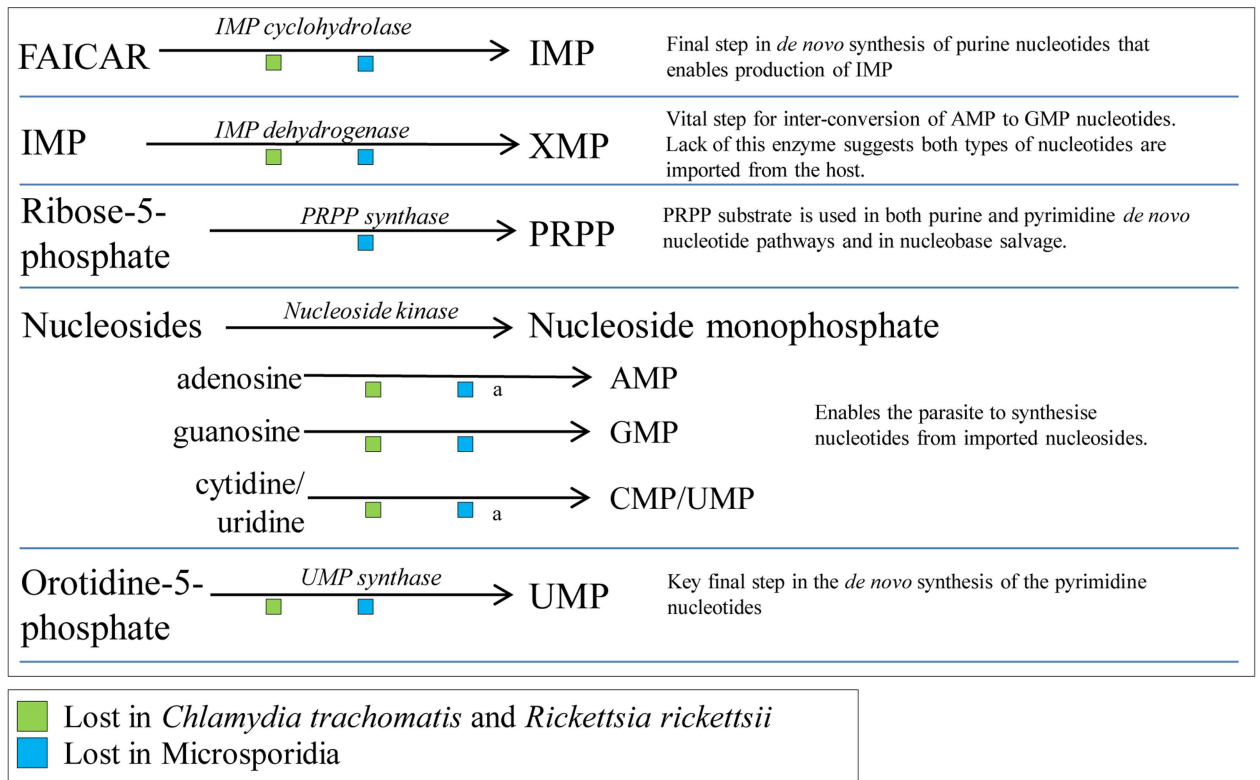 IMP cyclohydrolase
FAICAR
IMP
Final step in de novo synthesis of purine nucleotides that
enables production of IMP
IMP dehydrogenase
IMP
XMP
Vital step for inter-conversion of AMP to GMP nucleotides.
Lack of this enzyme suggests both types of nucleotides are
imported from the host.
Ribose-5-
phosphate
PRPP synthase
PRPP
PRPP substrate is used in both purine and pyrimidine de novo
nucleotide pathways and in nucleobase salvage.
Nucleosides
Nucleoside kinase
Nucleoside monophosphate
adenosine
a
AMP
guanosine
GMP
cytidine/
uridine
a
CMP/UMP
Enables the parasite to synthesise
nucleotides from imported nucleosides.
Orotidine-5-
phosphate
UMP synthase
UMP
Key final step in the de novo synthesis of the pyrimidine
nucleotides
Lost in Chlamydia trachomatis and Rickettsia rickettsii
Lost in Microsporidia